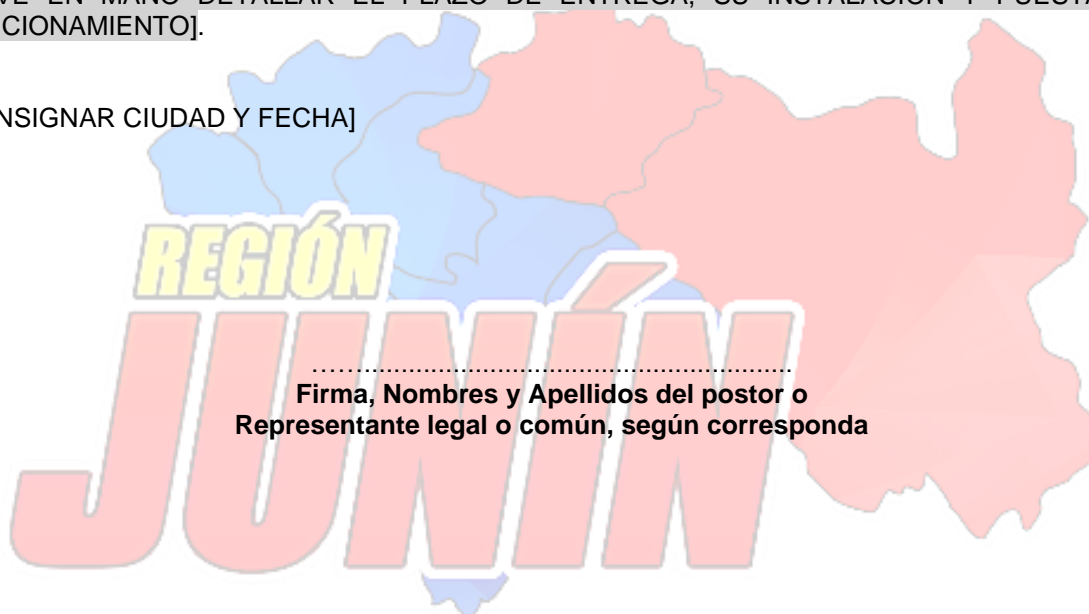 EN MANO DETALLAR EL PLAZO DE ENTREGA, SU INSTALACIÓN Y PUESTA
CIONAMIENTO].
NSIGNAR CIUDAD Y FECHA]
REGIÓN
JUNÍN
…...........................................................
Firma, Nombres y Apellidos del postor o
Representante legal o común, según corresponda